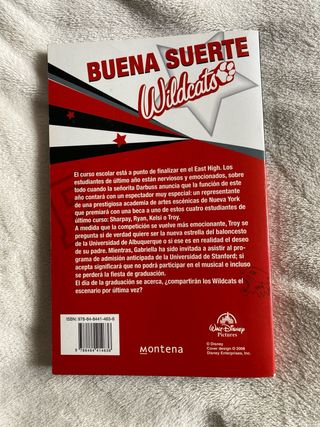 BUENA SUERTE
Wildcats
El curso escolar está a punto de finalizar en el East High. Los
estudiantes de último año están nerviosos y emocionados, sobre
todo cuando la señorita Darbuss anuncia que la función de este
año contará con un espectador muy especial: un representante
de una prestigiosa academia de artes escénicas de Nueva York
que premiará con una beca a uno de estos cuatro estudiantes de
último curso: Sharpay, Ryan, Kelsi o Troy.
A medida que la competición se vuelve más emocionante, Troy se
pregunta si de verdad quiere ser la nueva estrella del baloncesto
de la Universidad de Albuquerque o si ese es en realidad el deseo
de su padre. Mientras, Gabriella ha sido invitada a asistir al pro-
grama de admisión anticipada de la Universidad de Stanford; si
acepta significará que no podrá participar en el musical e incluso
se perderá la fiesta de graduación.
El día de la graduación se acerca, ¿compartirán los Wildcats el
escenario por última vez?
ISBN: 978-84-8441-463-6
9 788484 414636
montena
Walt Disney
Pictures
© Disney
Cover design © 2008
Disney Enterprises, Inc.